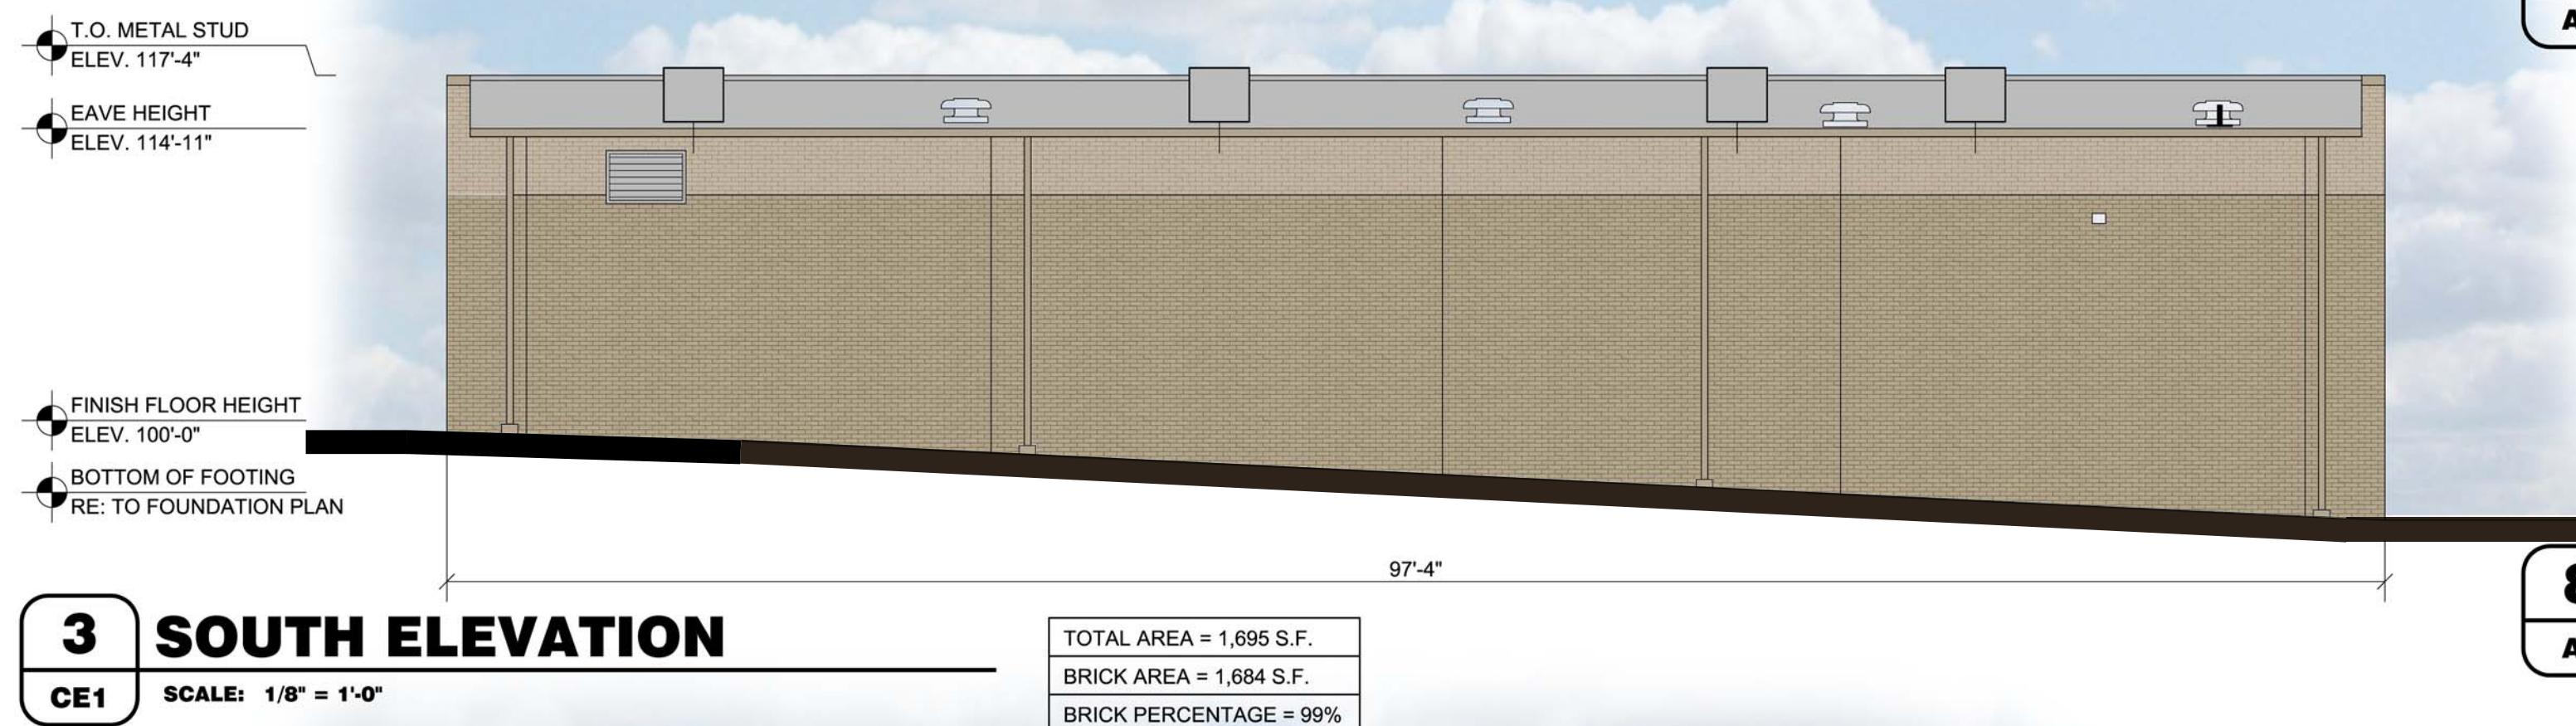 T.O. METAL STUD
ELEV. 117'-4"
EAVE HEIGHT
ELEV. 114'-11"
FINISH FLOOR HEIGHT
ELEV. 100'-0"
BOTTOM OF FOOTING
RE: TO FOUNDATION PLAN
97'-4"
3
SOUTH ELEVATION
CE1
SCALE: 1/8" = 1'-0"
TOTAL AREA = 1,695 S.F.
BRICK AREA = 1,684 S.F.
BRICK PERCENTAGE = 99%